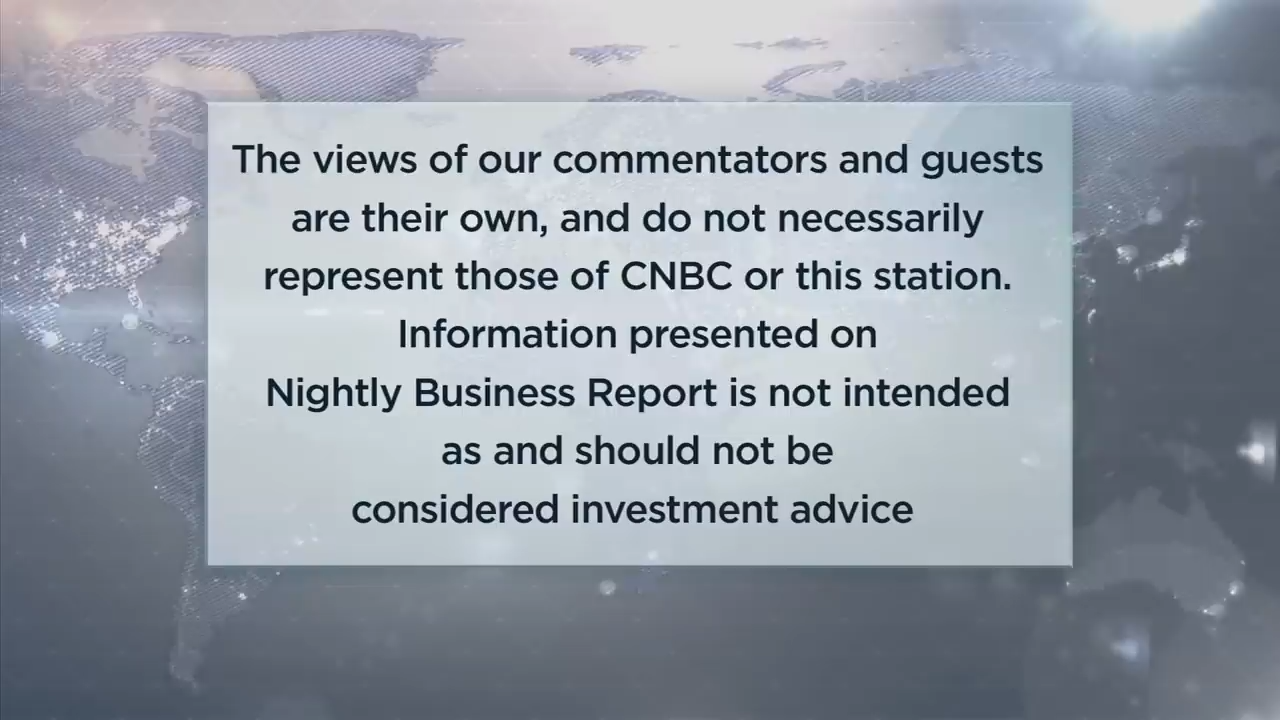 The views of our commentators and guests
are their own, and do not necessarily
represent those of CNBC or this station.
Information presented on
Nightly Business Report is not intended
as and should not be
considered investment advice